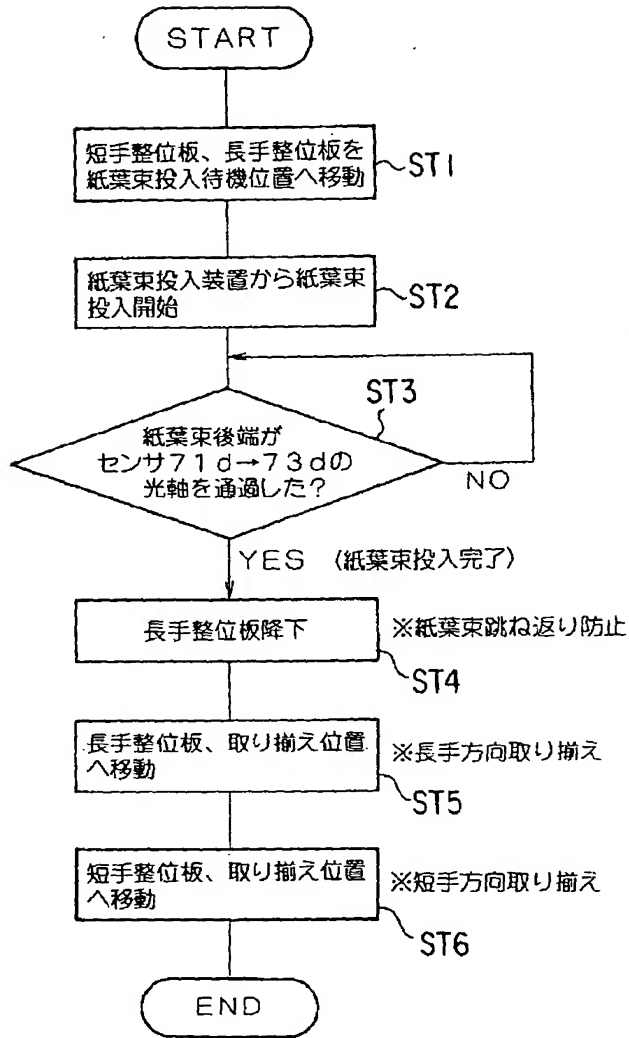 START
短手整位板、長手整位板を
紙葉束投入待機位置へ移動
ST1
紙葉束投入装置から紙葉束
投入開始
ST2
ST3
紙葉束後端が
センサ71d→73dの
光軸を通過した?
NO
YES (紙葉束投入完了)
長手整位板降下
※紙葉束跳ね返り防止
ST4
長手整位板、取り揃え位置
へ移動
※長手方向取り揃え
ST5
短手整位板、取り揃え位置
へ移動
※短手方向取り揃え
ST6
END